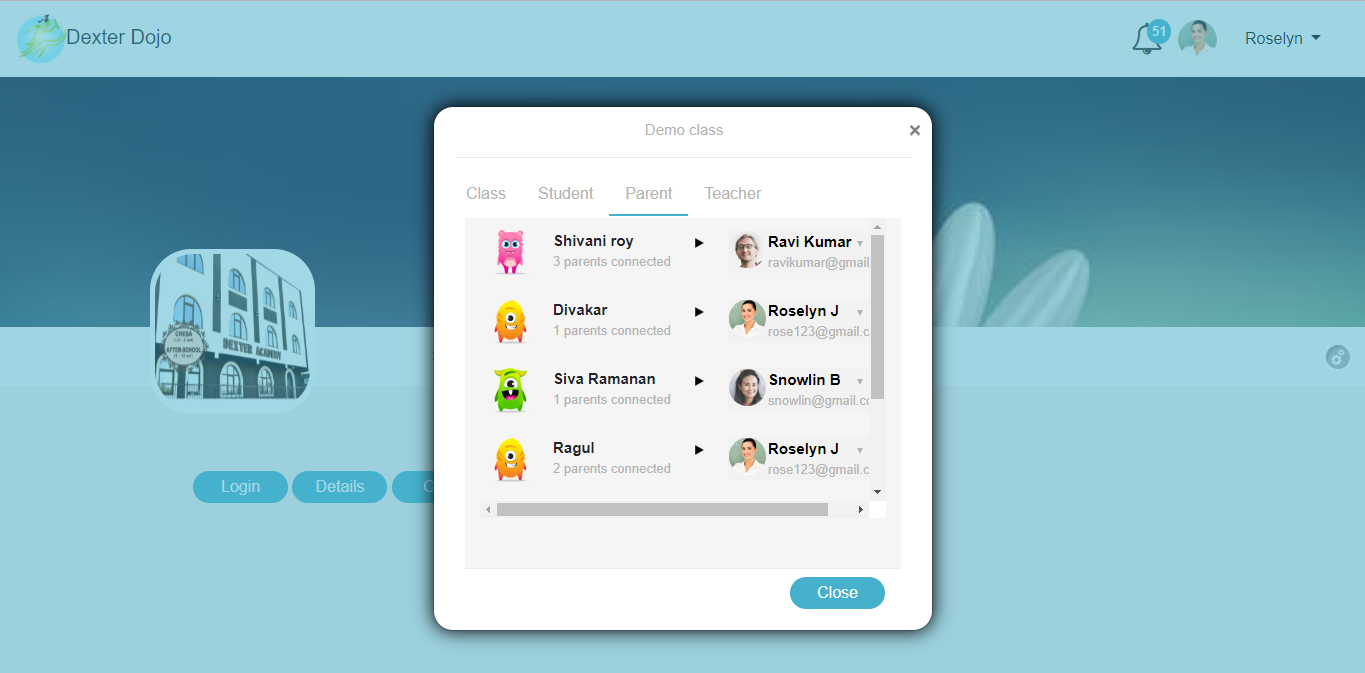 Dexter Dojo
51
Roselyn
Demo class
×
Class Student Parent Teacher
Shivani roy
3 parents connected
Ravi Kumar
ravikumar@gmail
Divakar
1 parents connected
Roselyn J
rose123@gmail.c
Siva Ramanan
1 parents connected
Snowlin B
snowlin@gmail.co
Ragul
2 parents connected
Roselyn J
rose123@gmail.c
CRESA
AFTER-SCHOOL
DEXTER ACADEMY
Login
Details
C
Close